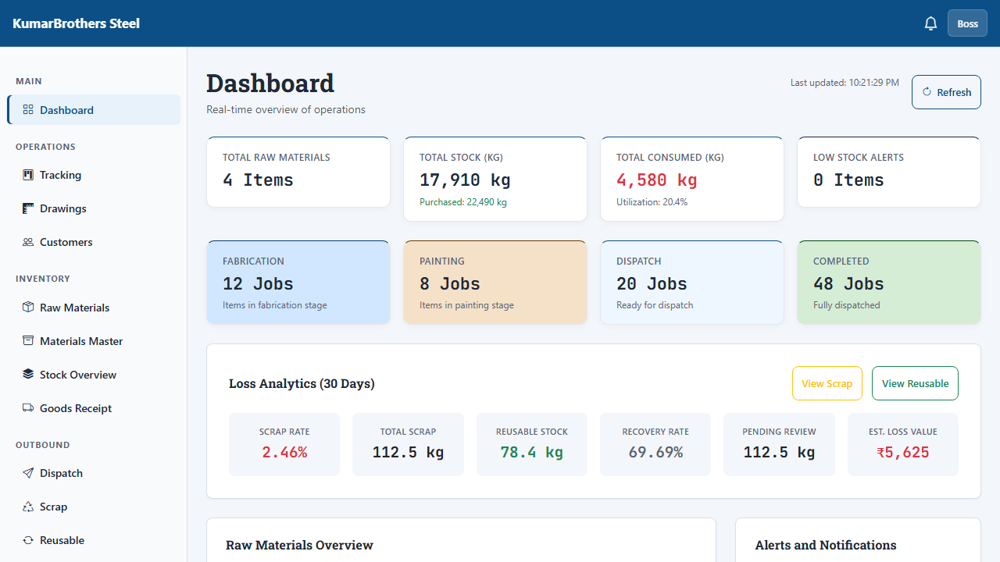 KumarBrothers Steel
Boss
MAIN
Dashboard
OPERATIONS
Tracking
Drawings
Customers
INVENTORY
Raw Materials
Materials Master
Stock Overview
Goods Receipt
OUTBOUND
Dispatch
Scrap
Reusable
Dashboard
Real-time overview of operations
Last updated: 10:21:29 PM
Refresh
TOTAL RAW MATERIALS
4 Items
TOTAL STOCK (KG)
17,910 kg
Purchased: 22,490 kg
TOTAL CONSUMED (KG)
4,580 kg
Utilization: 20.4%
LOW STOCK ALERTS
0 Items
FABRICATION
12 Jobs
Items in fabrication stage
PAINTING
8 Jobs
Items in painting stage
DISPATCH
20 Jobs
Ready for dispatch
COMPLETED
48 Jobs
Fully dispatched
Loss Analytics (30 Days)
View Scrap
View Reusable
SCRAP RATE
2.46%
TOTAL SCRAP
112.5 kg
REUSABLE STOCK
78.4 kg
RECOVERY RATE
69.69%
PENDING REVIEW
112.5 kg
EST. LOSS VALUE
₹5,625
Raw Materials Overview
Alerts and Notifications